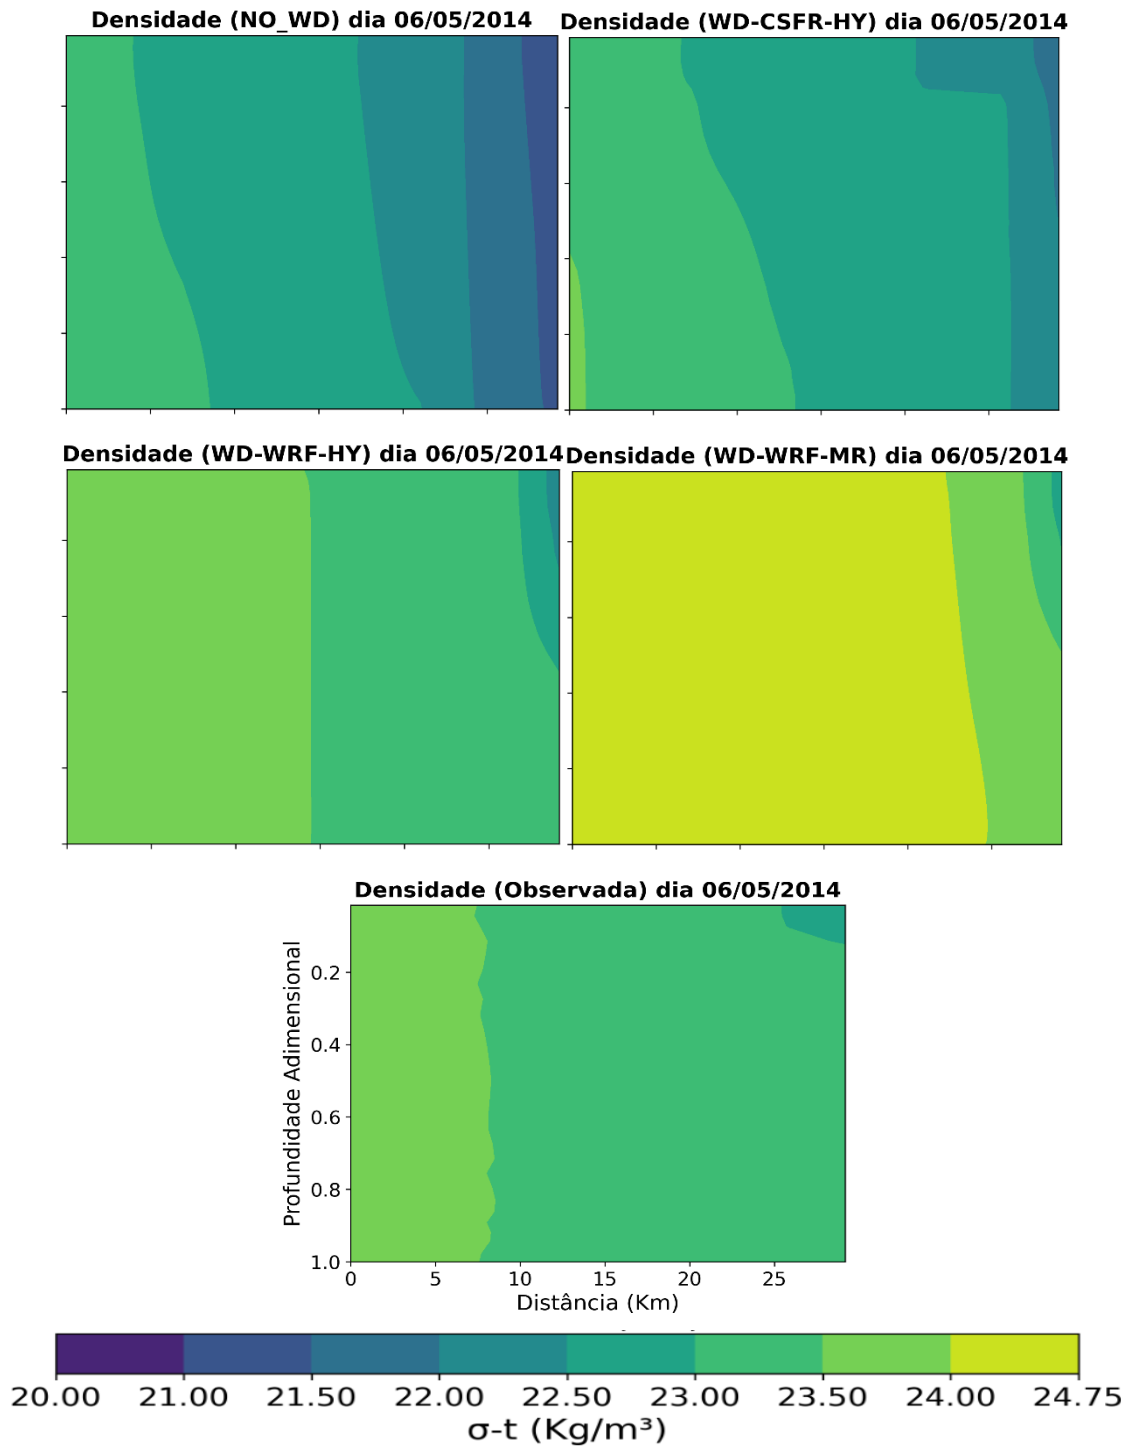 Densidade (NO_WD) dia 06/05/2014
Densidade (WD-CSFR-HY) dia 06/05/2014
Densidade (WD-WRF-HY) dia 06/05/2014
Densidade (WD-WRF-MR) dia 06/05/2014
Densidade (Observada) dia 06/05/2014
Profundidade Adimensional
0.2
0.4
0.6
0.8
1.0
0 5 10 15 20 25
Distância (Km)
20.00 21.00 21.50 22.00 22.50 23.00 23.50 24.00 24.75
σ-t (Kg/m³)